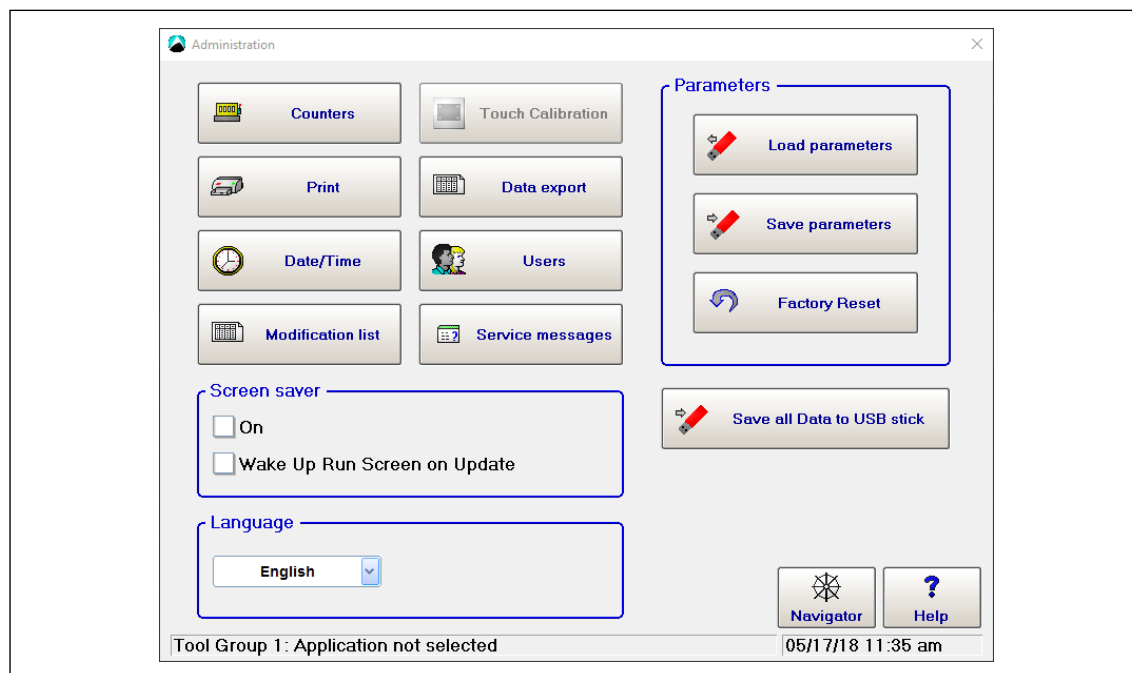 Administration
Counters
Touch Calibration
Print
Data export
Date/Time
Users
Modification list
Service messages
Parameters
Load parameters
Save parameters
Factory Reset
Save all Data to USB stick
Screen saver
On
Wake Up Run Screen on Update
Language
English
Navigator
? Help
Tool Group 1: Application not selected
05/17/18 11:35 am